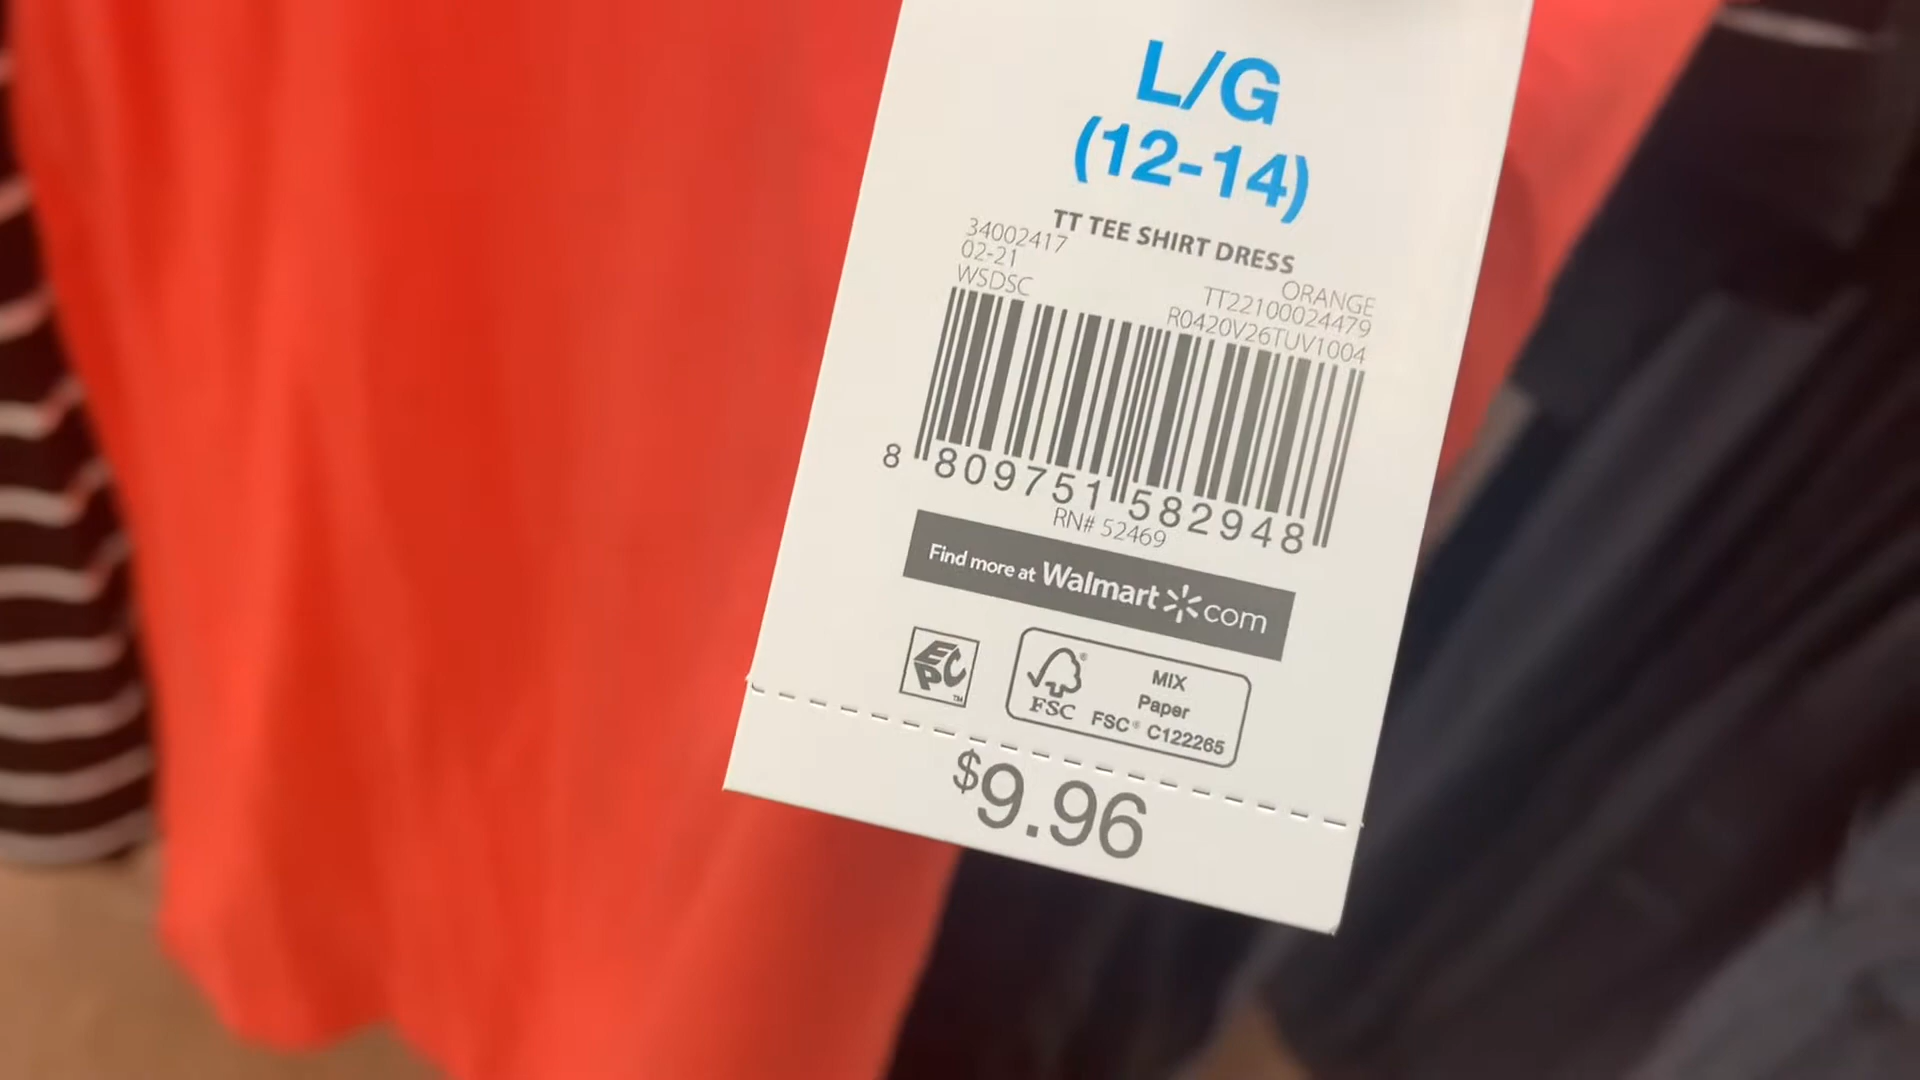 L/G
(12-14)
TT TEE SHIRT DRESS
34002417
02-21
WSDSC
ORANGE
TT22100024479
R0420V26TUV1004
8 809751 582948
RN# 52469
Find more at Walmart com
EPC
TM
FSC®
MIX
Paper
FSC® C122265
$9.96